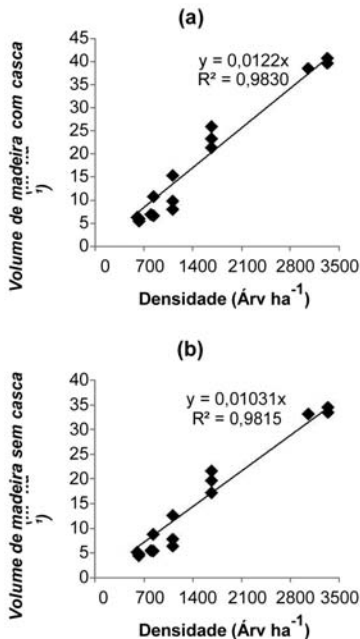 (a)
Volume de madeira com casca
45
40
35
30
25
20
15
10
5
0
y = 0,0122x
R² = 0,9830
0 700 1400 2100 2800 3500
Densidade (Árv ha⁻¹)
(b)
Volume de madeira sem casca
40
35
30
25
20
15
10
5
0
y = 0,01031x
R² = 0,9815
0 700 1400 2100 2800 3500
Densidade (Árv ha⁻¹)